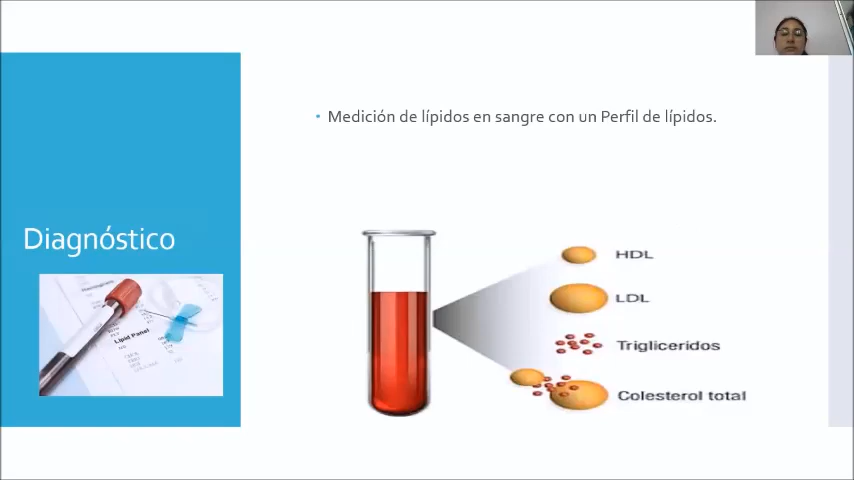 • Medición de lípidos en sangre con un Perfil de lípidos.
Diagnóstico
Lipid Panel
HDL
LDL
Trigliceridos
Colesterol total